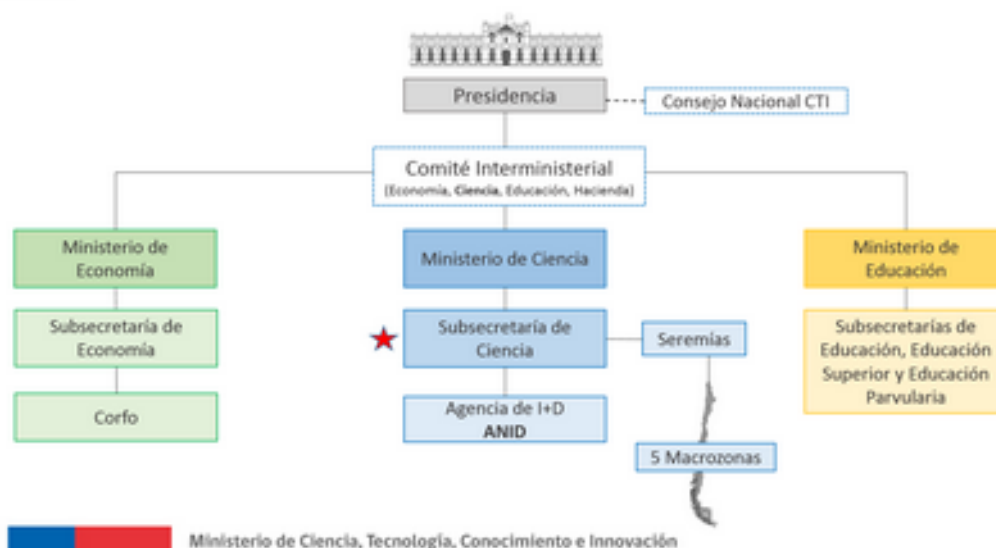 Presidencia
Consejo Nacional CTI
Comité Interministerial
(Economía, Ciencia, Educación, Hacienda)
Ministerio de
Economía
Ministerio de Ciencia
Ministerio de
Educación
Subsecretaría de
Economía
Subsecretaría de
Ciencia
Seremías
Subsecretarías de
Educación, Educación
Superior y Educación
Parvularia
Corfo
Agencia de I+D
ANID
5 Macrozonas
Ministerio de Ciencia, Tecnología, Conocimiento e Innovación